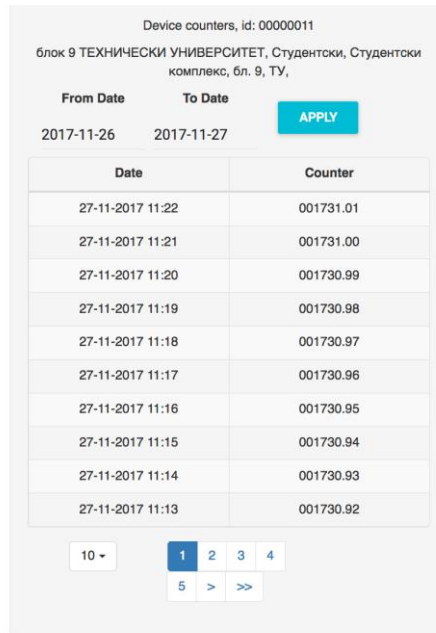 Device counters, id: 00000011
блок 9 ТЕХНИЧЕСКИ УНИВЕРСИТЕТ, Студентски, Студентски
комплекс, бл. 9, ТУ,
From Date To Date
APPLY
2017-11-26 2017-11-27
Date Counter
27-11-2017 11:22 001731.01
27-11-2017 11:21 001731.00
27-11-2017 11:20 001730.99
27-11-2017 11:19 001730.98
27-11-2017 11:18 001730.97
27-11-2017 11:17 001730.96
27-11-2017 11:16 001730.95
27-11-2017 11:15 001730.94
27-11-2017 11:14 001730.93
27-11-2017 11:13 001730.92
10 1 2 3 4
5 > >>